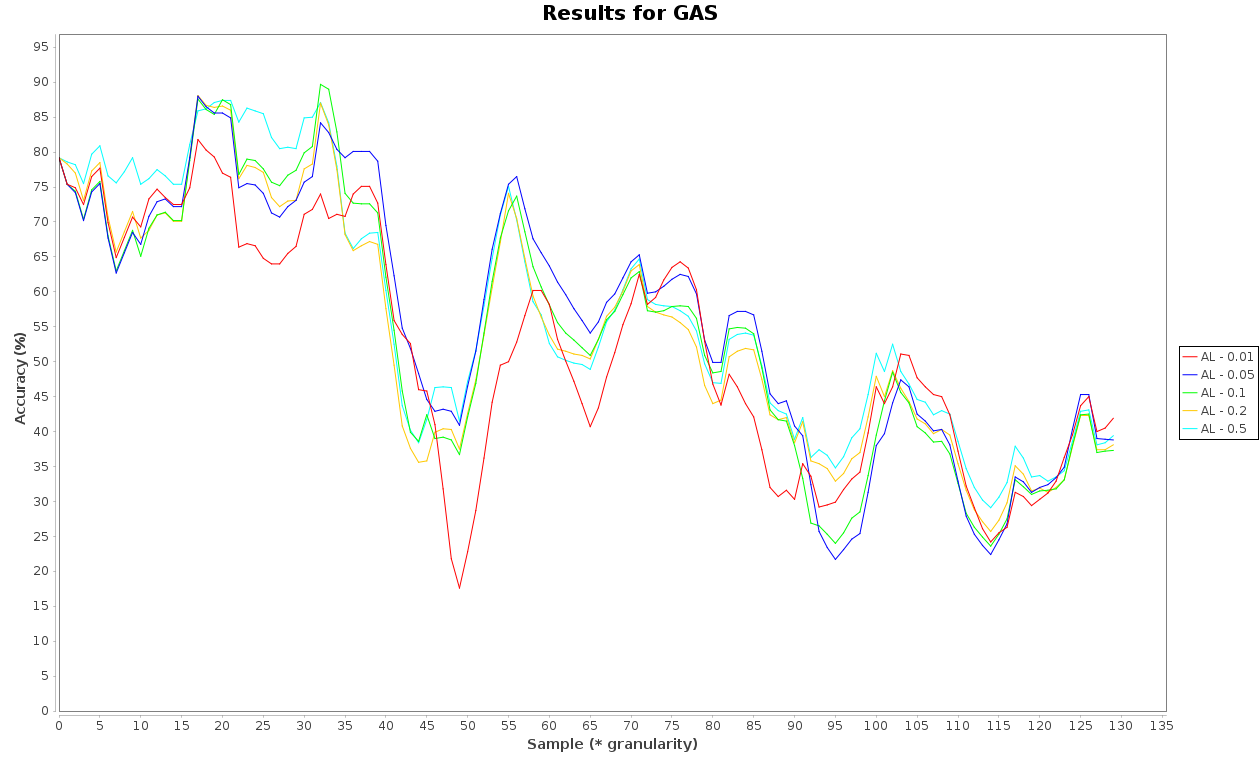 Results for GAS
95
90
85
80
75
70
65
60
55
50
45
40
35
30
25
20
15
10
5
0
Accuracy (%)
0 5 10 15 20 25 30 35 40 45 50 55 60 65 70 75 80 85 90 95 100 105 110 115 120 125 130 135
Sample (* granularity)
AL - 0.01
AL - 0.05
AL - 0.1
AL - 0.2
AL - 0.5